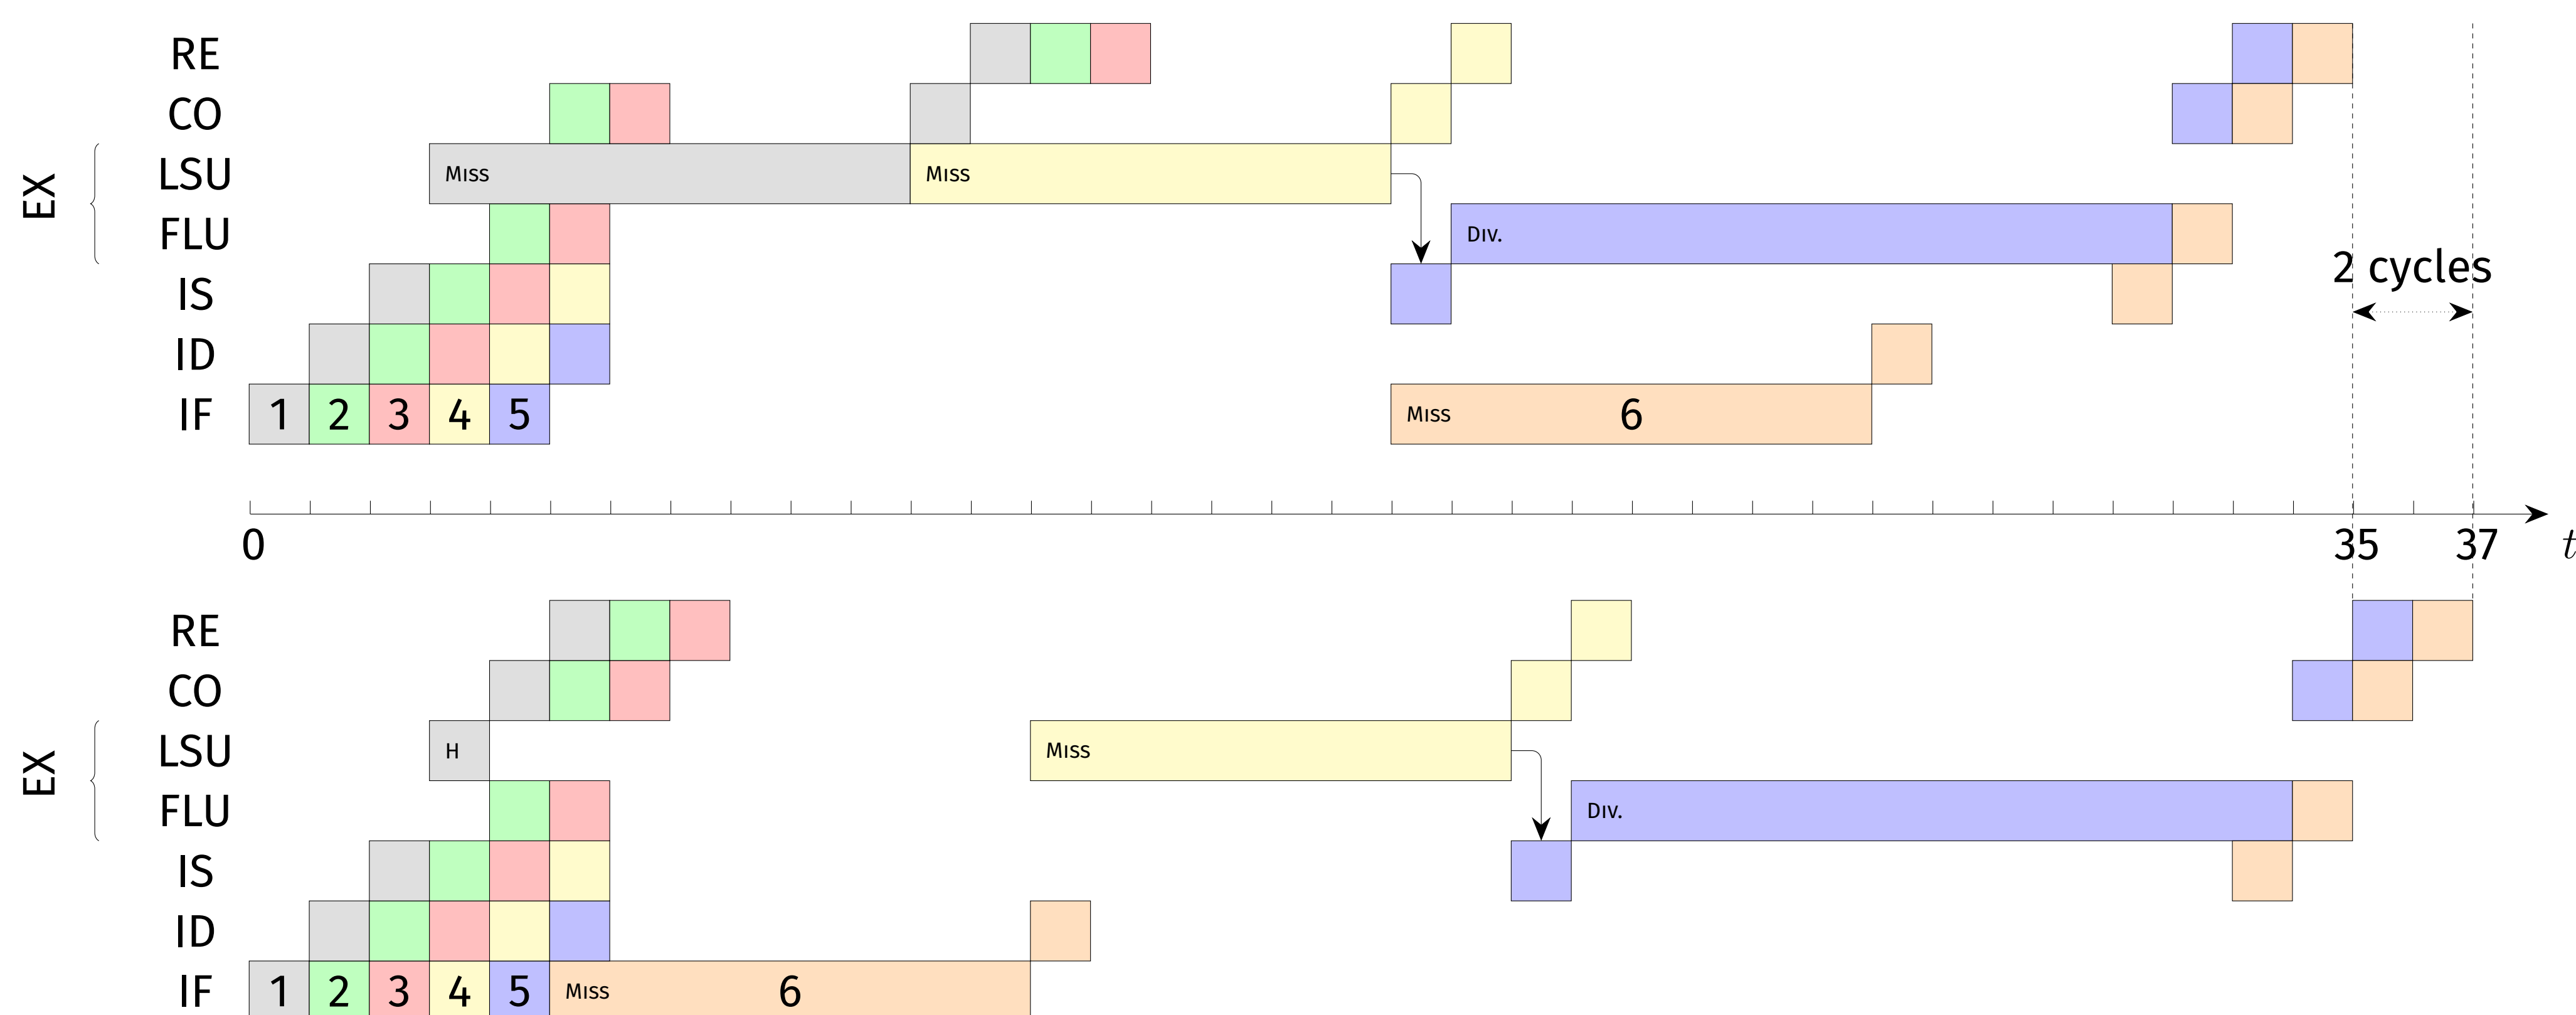 RE
CO
EX
LSU Miss Miss
FLU Div.
2 cycles
IS
ID
IF 1 2 3 4 5 Miss 6
0 35 37 t
RE
CO
EX
LSU H Miss
FLU Div.
IS
ID
IF 1 2 3 4 5 Miss 6